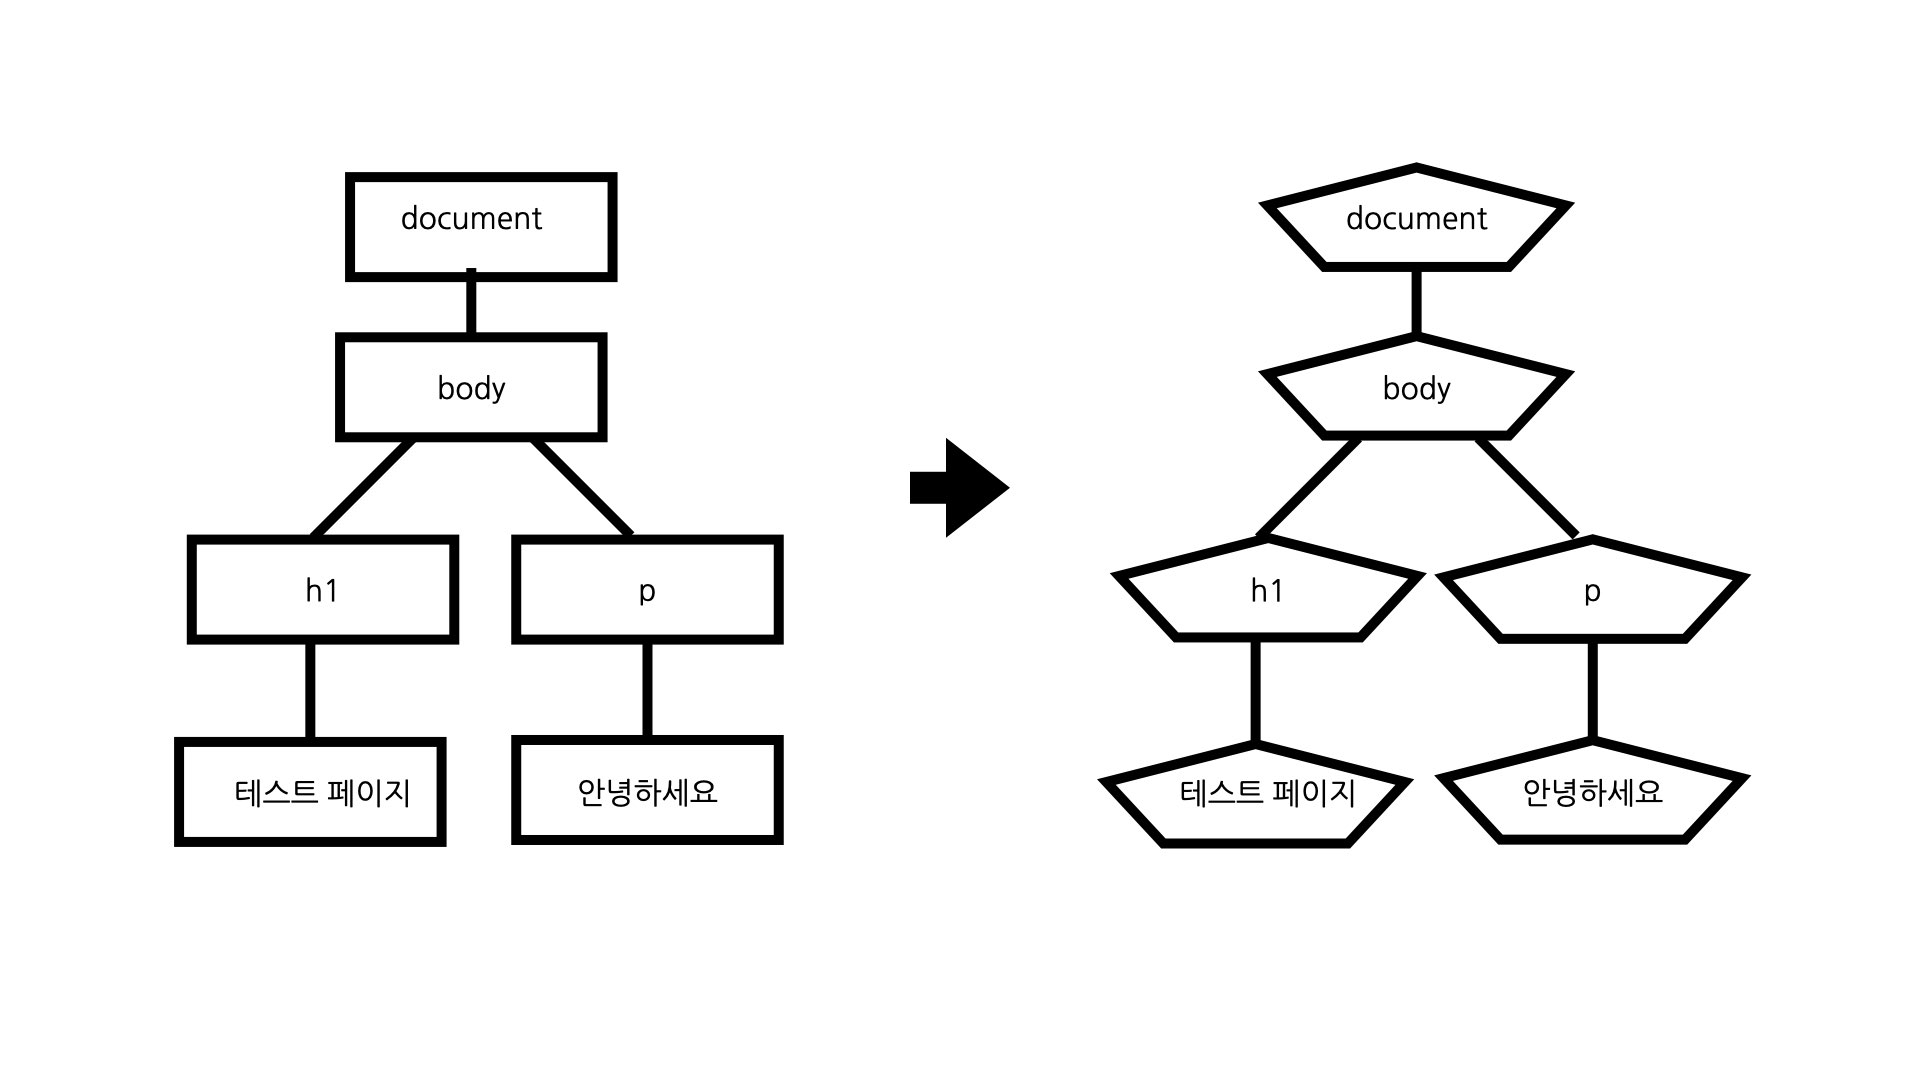 document
body
h1
p
테스트 페이지
안녕하세요
document
body
h1
p
테스트 페이지
안녕하세요